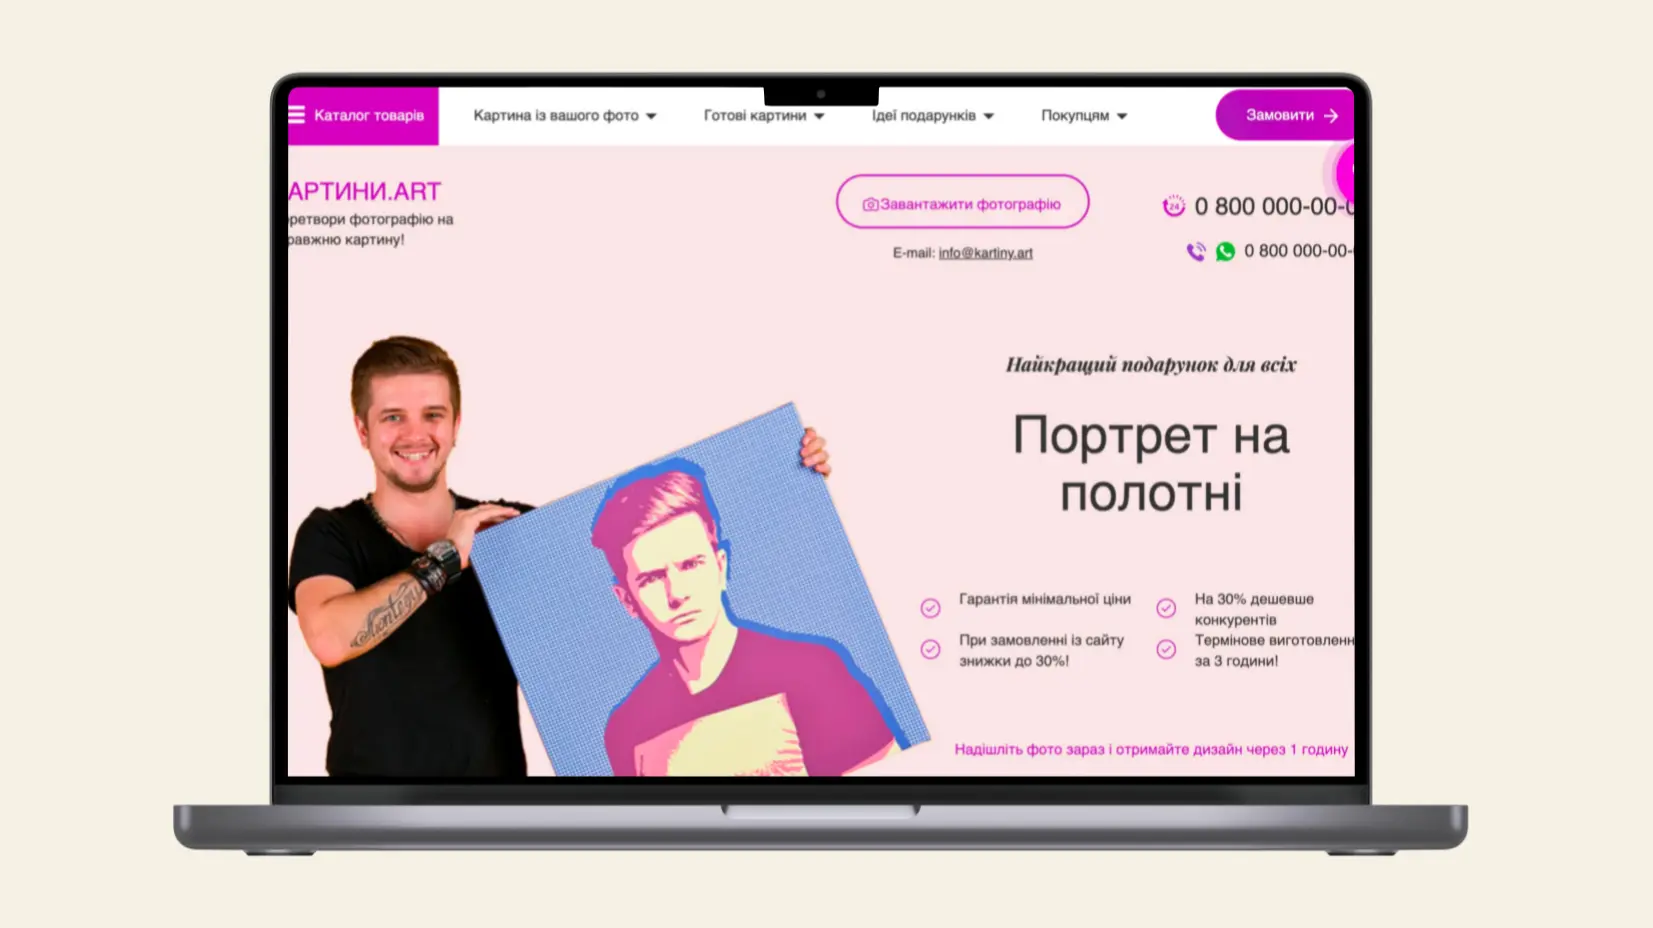 Каталог товарів
Картина із вашого фото
Готові картини
Ідеї подарунків
Покупцям
Замовити
АРТИНИ.ART
ретвори фотографію на
равжню картину!
Завантажити фотографію
E-mail: info@kartiny.art
24
0 800 000-00-0
0 800 000-00-
Найкращий подарунок для всіх
Портрет на
полотні
Гарантія мінімальної ціни
На 30% дешевше
конкурентів
При замовленні із сайту
знижки до 30%!
Термінове виготовленн
за 3 години!
Надішліть фото зараз і отримайте дизайн через 1 годину